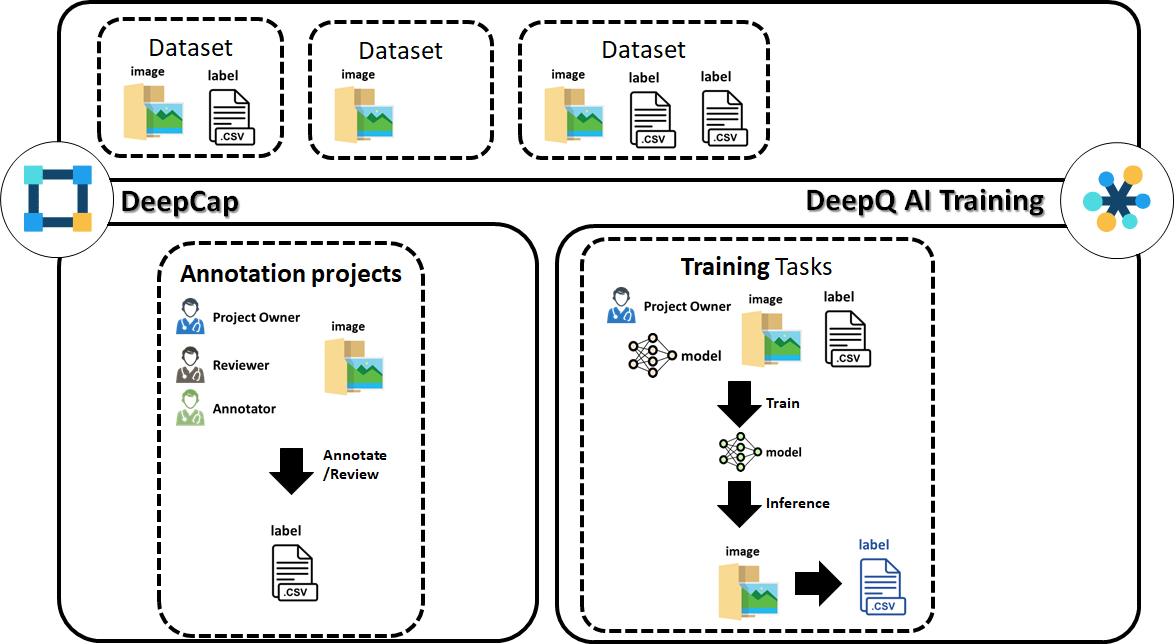 Dataset
image
label
.CSV
Dataset
image
Dataset
image
label
label
.CSV
.CSV
DeepCap
DeepQ AI Training
Annotation projects
Project Owner
Reviewer
Annotator
image
Annotate
/Review
label
.CSV
Training Tasks
Project Owner
image
label
.CSV
model
Train
model
Inference
image
label
.CSV